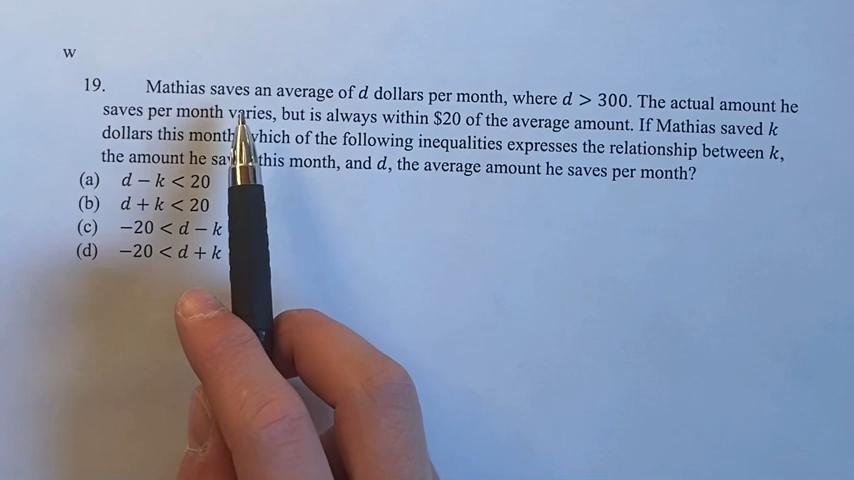 w
19. Mathias saves an average of d dollars per month, where d > 300. The actual amount he
saves per month varies, but is always within $20 of the average amount. If Mathias saved k
dollars this month which of the following inequalities expresses the relationship between k,
the amount he this month, and d, the average amount he saves per month?
(a) d − k < 20
(b) d + k < 20
(c) −20 < d − k
(d) −20 < d + k